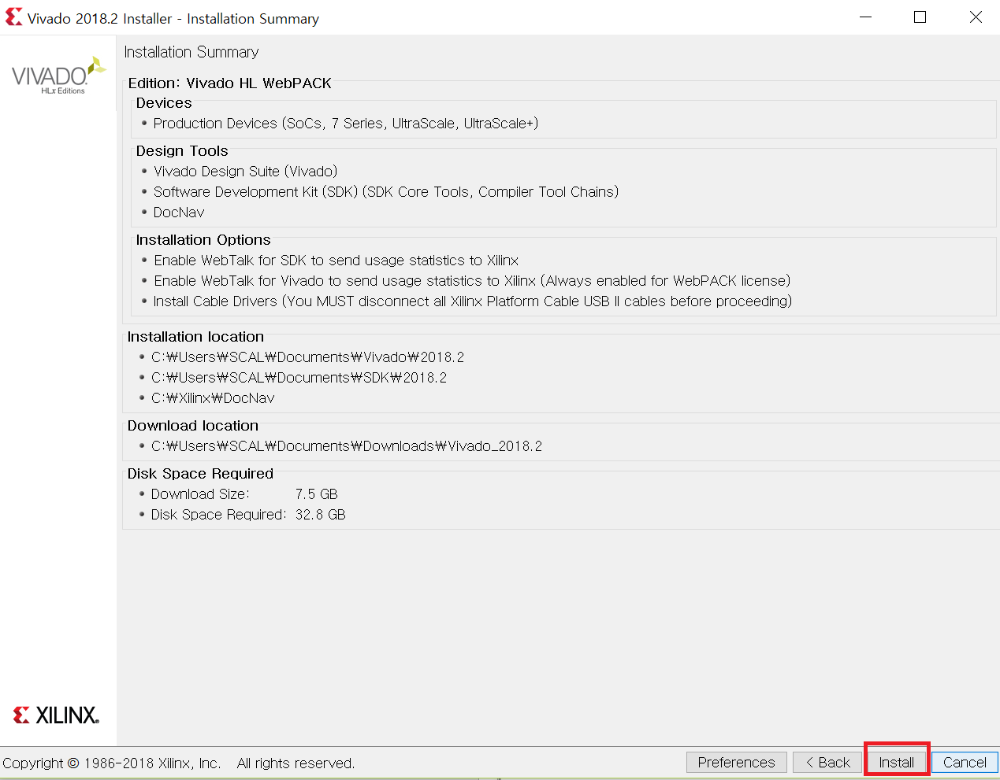 Vivado 2018.2 Installer - Installation Summary
VIVADO.
HLx Editions
Installation Summary
Edition: Vivado HL WebPACK
Devices
• Production Devices (SoCs, 7 Series, UltraScale, UltraScale+)
Design Tools
• Vivado Design Suite (Vivado)
• Software Development Kit (SDK) (SDK Core Tools, Compiler Tool Chains)
• DocNav
Installation Options
• Enable WebTalk for SDK to send usage statistics to Xilinx
• Enable WebTalk for Vivado to send usage statistics to Xilinx (Always enabled for WebPACK license)
• Install Cable Drivers (You MUST disconnect all Xilinx Platform Cable USB II cables before proceeding)
Installation location
• C:₩Users₩SCAL₩Documents₩Vivado₩2018.2
• C:₩Users₩SCAL₩Documents₩SDK₩2018.2
• C:₩Xilinx₩DocNav
Download location
• C:₩Users₩SCAL₩Documents₩Downloads₩Vivado_2018.2
Disk Space Required
• Download Size: 7.5 GB
• Disk Space Required: 32.8 GB
XILINX®
Copyright © 1986-2018 Xilinx, Inc. All rights reserved.
Preferences < Back Install Cancel